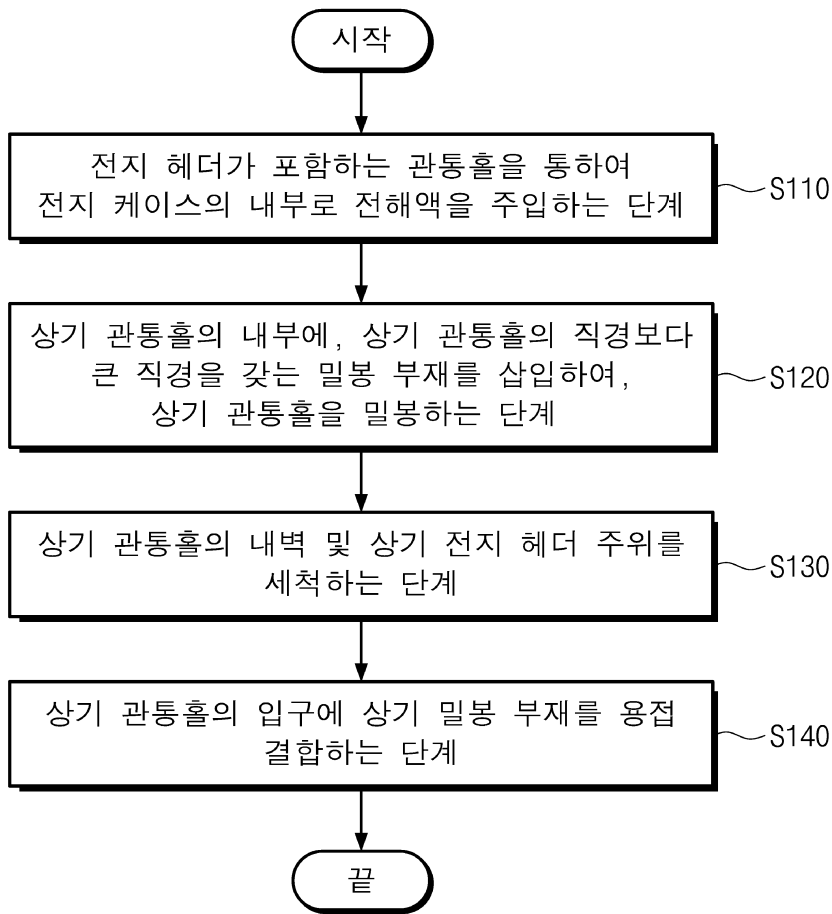 시작
전지 헤더가 포함하는 관통홀을 통하여
전지 케이스의 내부로 전해액을 주입하는 단계
S110
상기 관통홀의 내부에, 상기 관통홀의 직경보다
큰 직경을 갖는 밀봉 부재를 삽입하여,
상기 관통홀을 밀봉하는 단계
S120
상기 관통홀의 내벽 및 상기 전지 헤더 주위를
세척하는 단계
S130
상기 관통홀의 입구에 상기 밀봉 부재를 용접
결합하는 단계
S140
끝